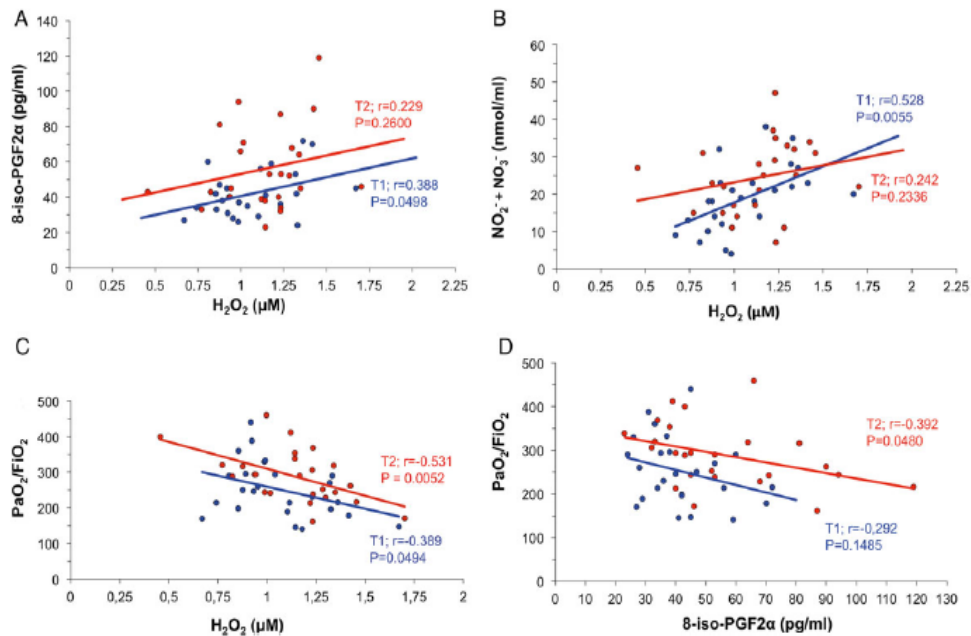 A
8-iso-PGF2α (pg/ml)
140
120
100
80
60
40
20
0
T2; r=0.229
P=0.2600
T1; r=0.388
P=0.0498
0
0.25
0.5
0.75
1
1.25
1.5
1.75
2
2.25
H₂O₂ (µM)
B
NO₂⁻ + NO₃⁻ (nmol/ml)
60
50
40
30
20
10
0
T1; r=0.528
P=0.0055
T2; r=0.242
P=0.2336
0
0.25
0.5
0.75
1
1.25
1.5
1.75
2
2.25
H₂O₂ (µM)
C
PaO₂/FiO₂
500
400
300
200
100
0
T2; r=-0.531
P = 0.0052
T1; r=-0.389
P=0.0494
0
0,25
0,5
0,75
1
1,25
1,5
1,75
2
H₂O₂ (µM)
D
PaO₂/FiO₂
500
400
300
200
100
0
T2; r=-0.392
P=0.0480
T1; r=-0,292
P=0.1485
0
10
20
30
40
50
60
70
80
90
100
110
120
130
8-iso-PGF2α (pg/ml)